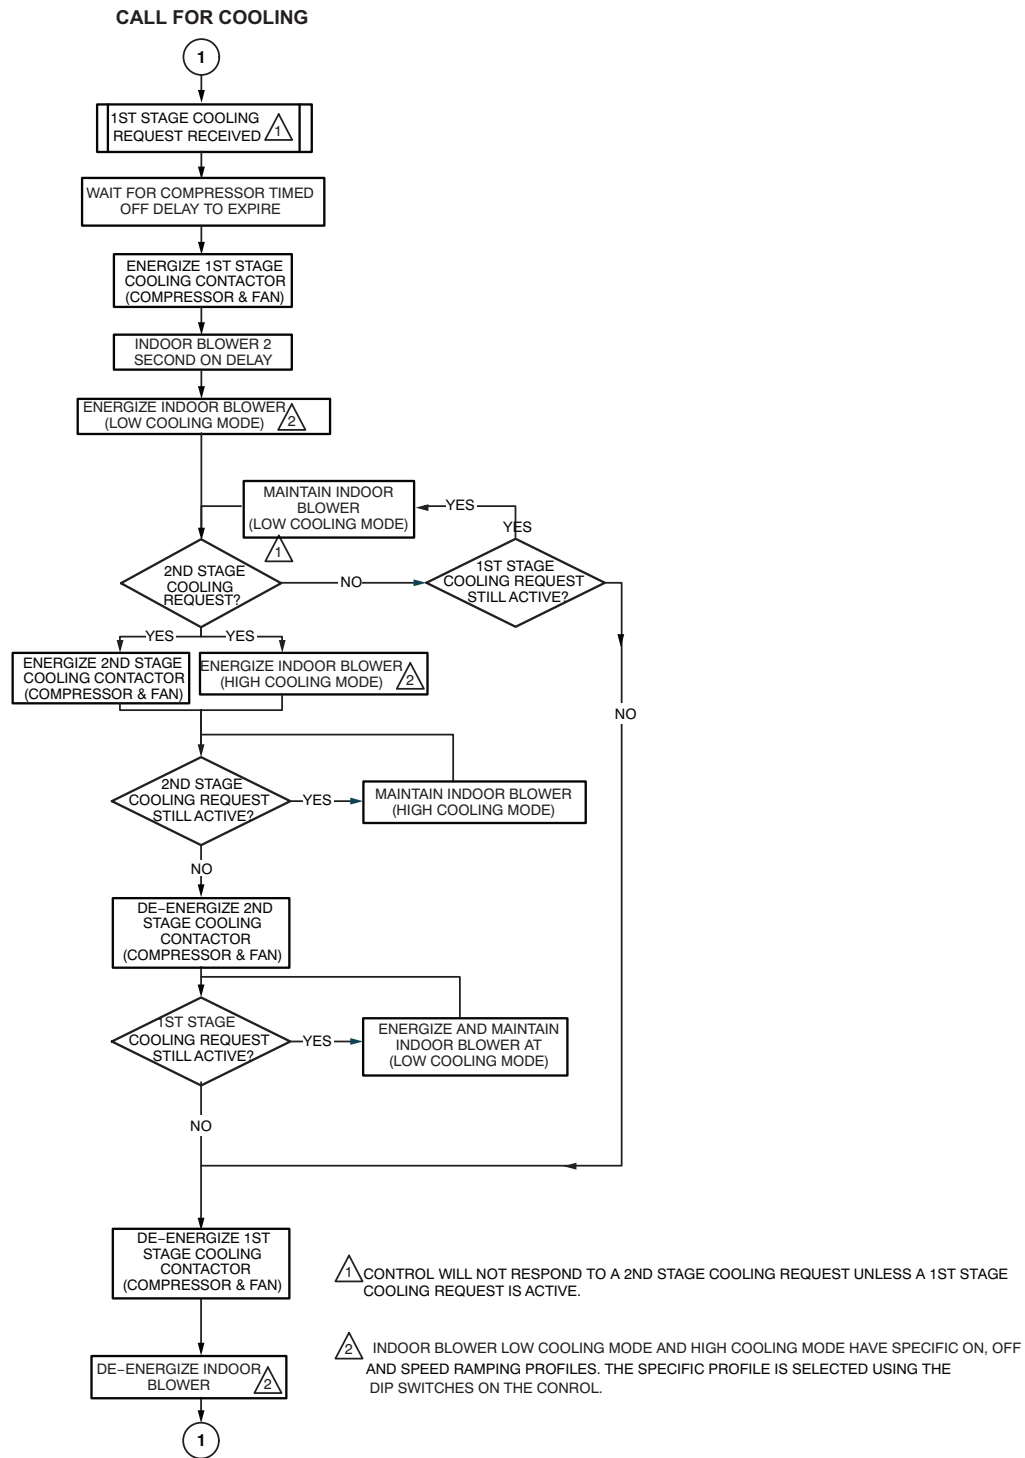 CALL FOR COOLING
1
1ST STAGE COOLING
REQUEST RECEIVED 1
WAIT FOR COMPRESSOR TIMED
OFF DELAY TO EXPIRE
ENERGIZE 1ST STAGE
COOLING CONTACTOR
(COMPRESSOR & FAN)
INDOOR BLOWER 2
SECOND ON DELAY
ENERGIZE INDOOR BLOWER
(LOW COOLING MODE) 2
MAINTAIN INDOOR
BLOWER
(LOW COOLING MODE)
1
YES
YES
2ND STAGE
COOLING
REQUEST?
NO
1ST STAGE
COOLING REQUEST
STILL ACTIVE?
YES
YES
ENERGIZE 2ND STAGE
COOLING CONTACTOR
(COMPRESSOR & FAN)
ENERGIZE INDOOR BLOWER
(HIGH COOLING MODE) 2
NO
2ND STAGE
COOLING REQUEST
STILL ACTIVE?
YES
MAINTAIN INDOOR BLOWER
(HIGH COOLING MODE)
NO
DE-ENERGIZE 2ND
STAGE COOLING
CONTACTOR
(COMPRESSOR & FAN)
1ST STAGE
COOLING REQUEST
STILL ACTIVE?
YES
ENERGIZE AND MAINTAIN
INDOOR BLOWER AT
(LOW COOLING MODE)
NO
DE-ENERGIZE 1ST
STAGE COOLING
CONTACTOR
(COMPRESSOR & FAN)
1 CONTROL WILL NOT RESPOND TO A 2ND STAGE COOLING REQUEST UNLESS A 1ST STAGE
COOLING REQUEST IS ACTIVE.
2 INDOOR BLOWER LOW COOLING MODE AND HIGH COOLING MODE HAVE SPECIFIC ON, OFF
AND SPEED RAMPING PROFILES. THE SPECIFIC PROFILE IS SELECTED USING THE
DIP SWITCHES ON THE CONROL.
DE-ENERGIZE INDOOR
BLOWER 2
1